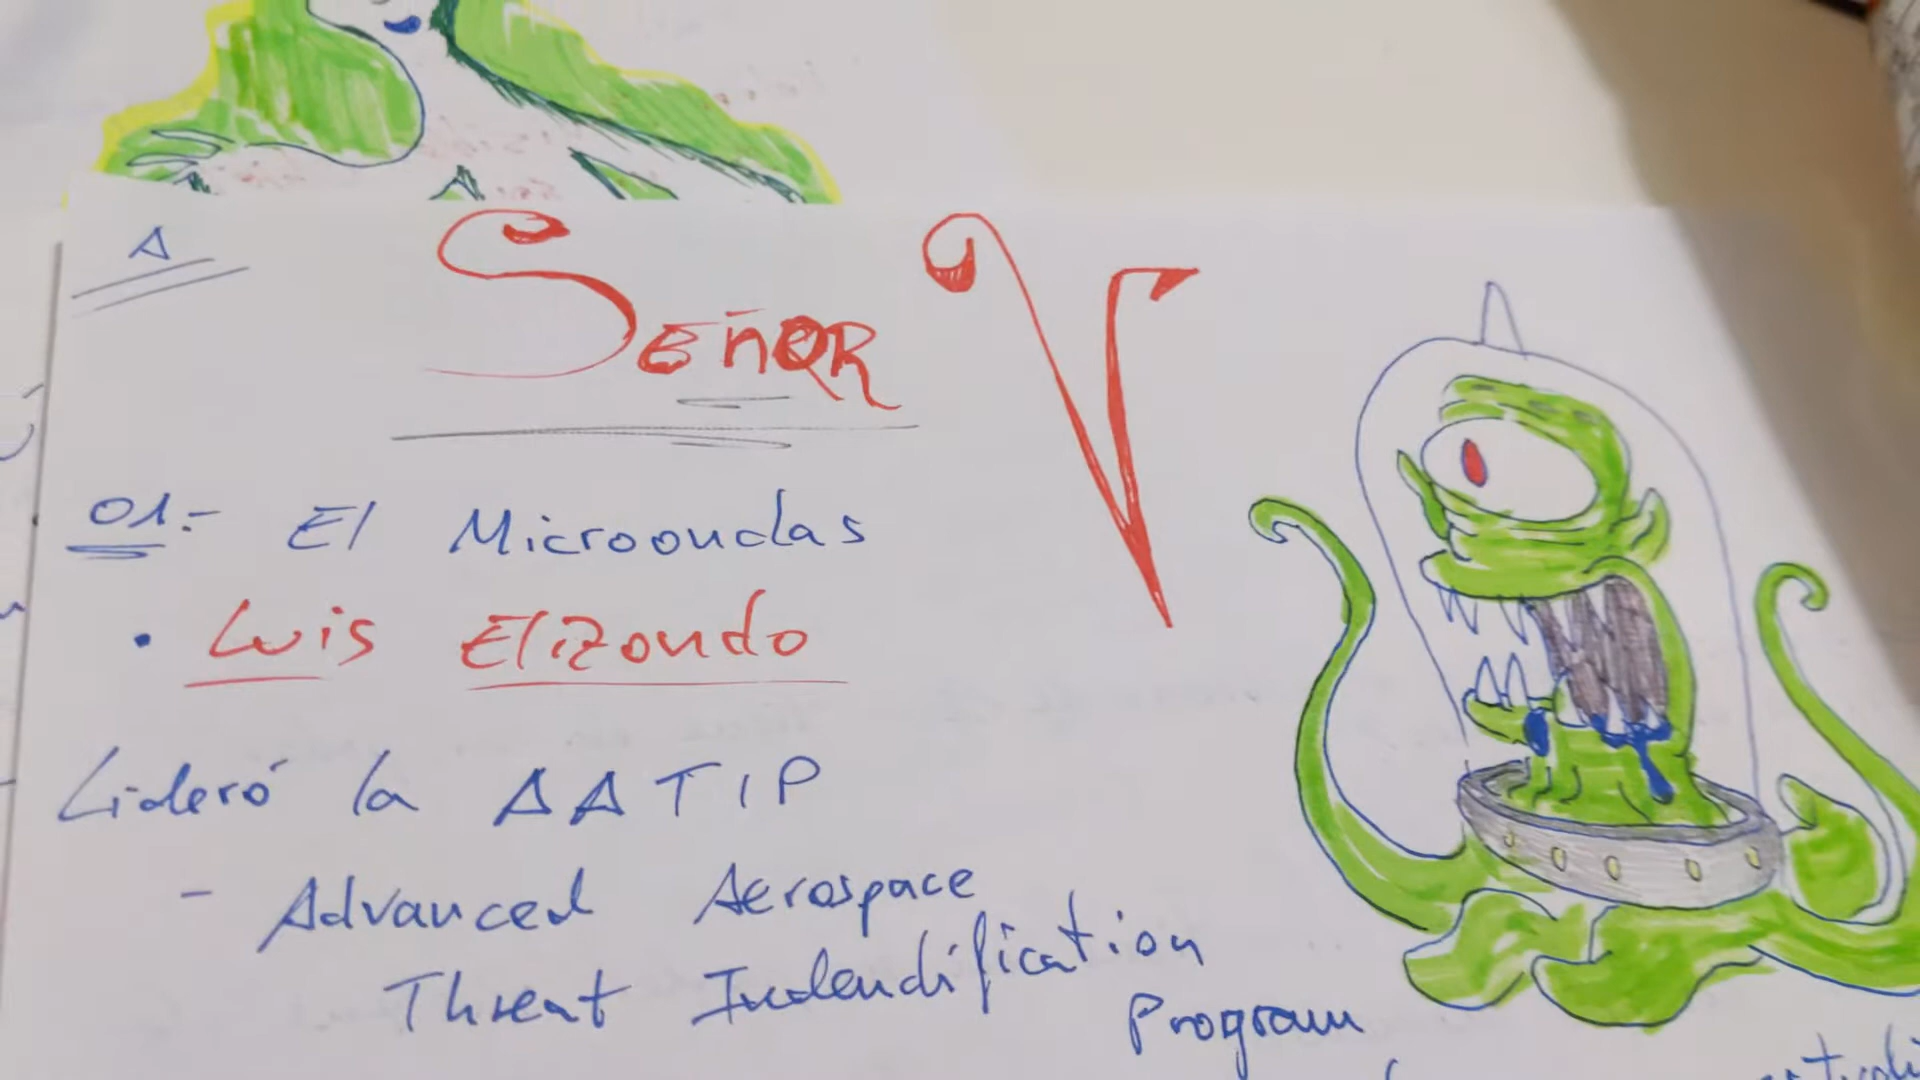 A
SEÑOR V
01.- El Microondas
• Luis Elizondo
Lideró la AATIP
- Advanced Aerospace
Threat Indendification
Program